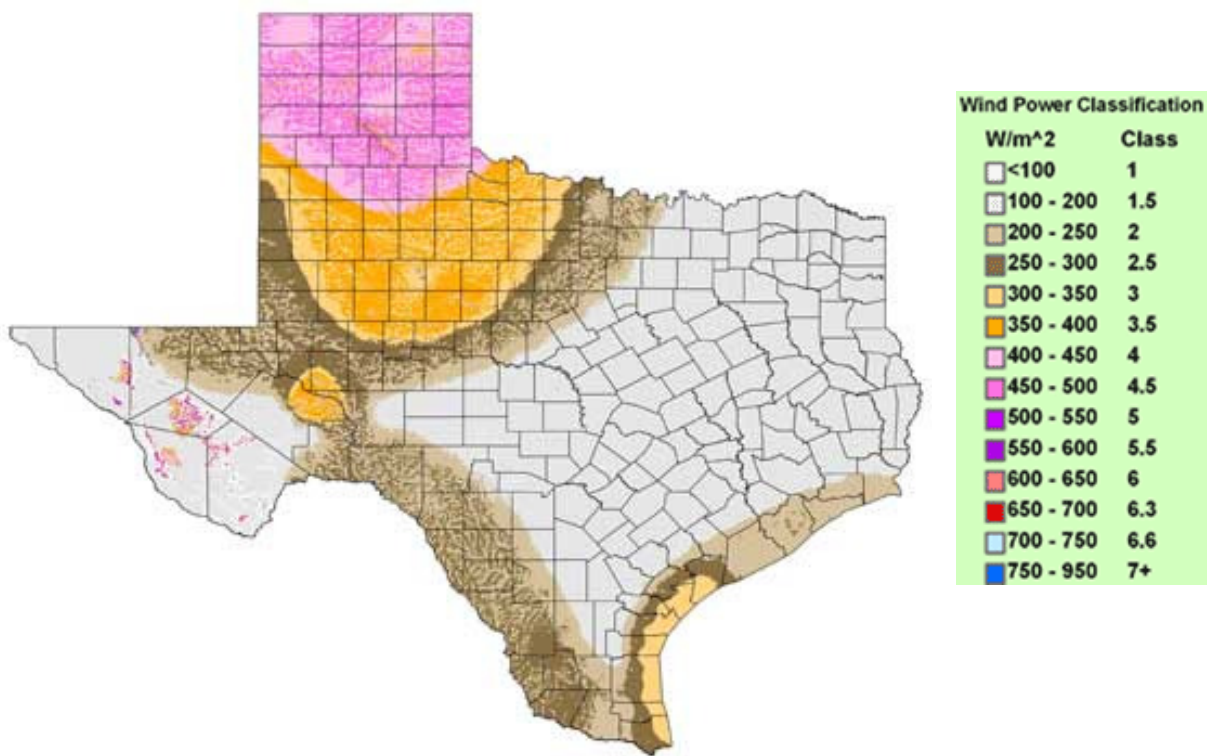 Wind Power Classification
W/m^2 Class
<100 1
100 - 200 1.5
200 - 250 2
250 - 300 2.5
300 - 350 3
350 - 400 3.5
400 - 450 4
450 - 500 4.5
500 - 550 5
550 - 600 5.5
600 - 650 6
650 - 700 6.3
700 - 750 6.6
750 - 950 7+